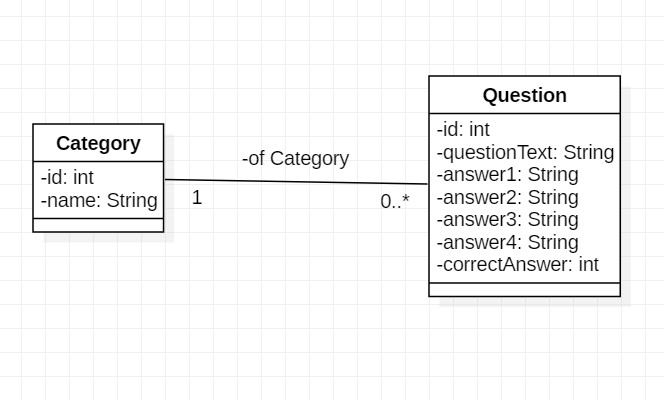 Category
-id: int
-name: String
-of Category
1
0..*
Question
-id: int
-questionText: String
-answer1: String
-answer2: String
-answer3: String
-answer4: String
-correctAnswer: int